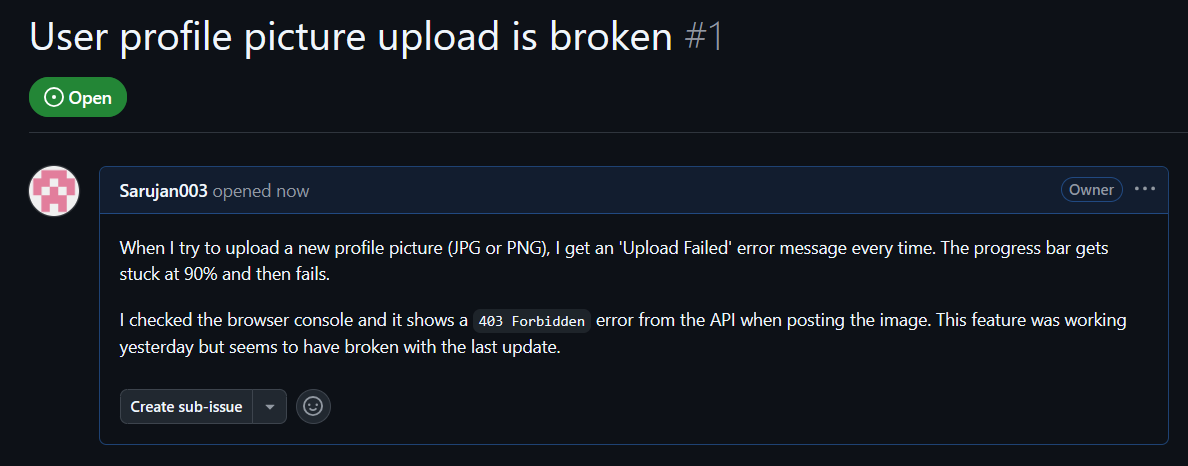 User profile picture upload is broken #1
Open
Sarujan003 opened now
Owner
When I try to upload a new profile picture (JPG or PNG), I get an 'Upload Failed' error message every time. The progress bar gets
stuck at 90% and then fails.
I checked the browser console and it shows a 403 Forbidden error from the API when posting the image. This feature was working
yesterday but seems to have broken with the last update.
Create sub-issue